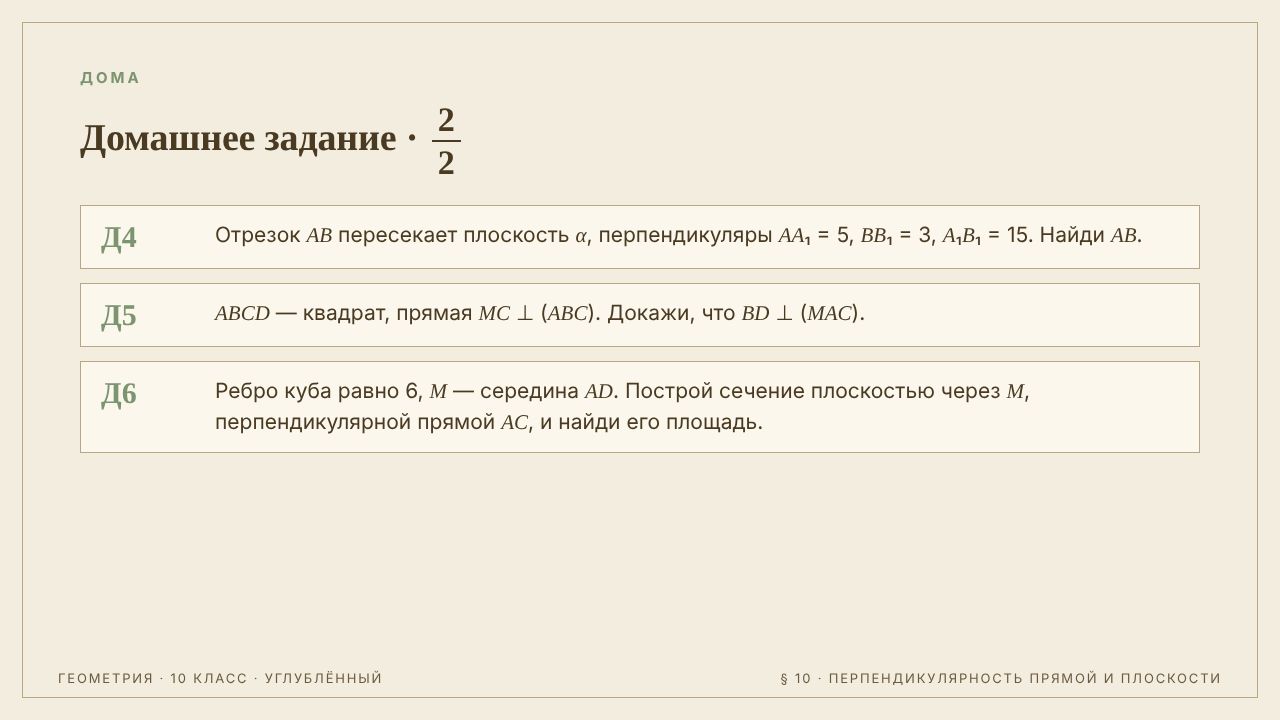 ДОМА
Домашнее задание · 2/2
Д4 Отрезок AB пересекает плоскость α, перпендикуляры AA₁ = 5, BB₁ = 3, A₁B₁ = 15. Найди AB.
Д5 ABCD — квадрат, прямая MC ⊥ (ABC). Докажи, что BD ⊥ (MAC).
Д6 Ребро куба равно 6, M — середина AD. Построй сечение плоскостью через M,
перпендикулярной прямой AC, и найди его площадь.
ГЕОМЕТРИЯ · 10 КЛАСС · УГЛУБЛЁННЫЙ
§ 10 · ПЕРПЕНДИКУЛЯРНОСТЬ ПРЯМОЙ И ПЛОСКОСТИ